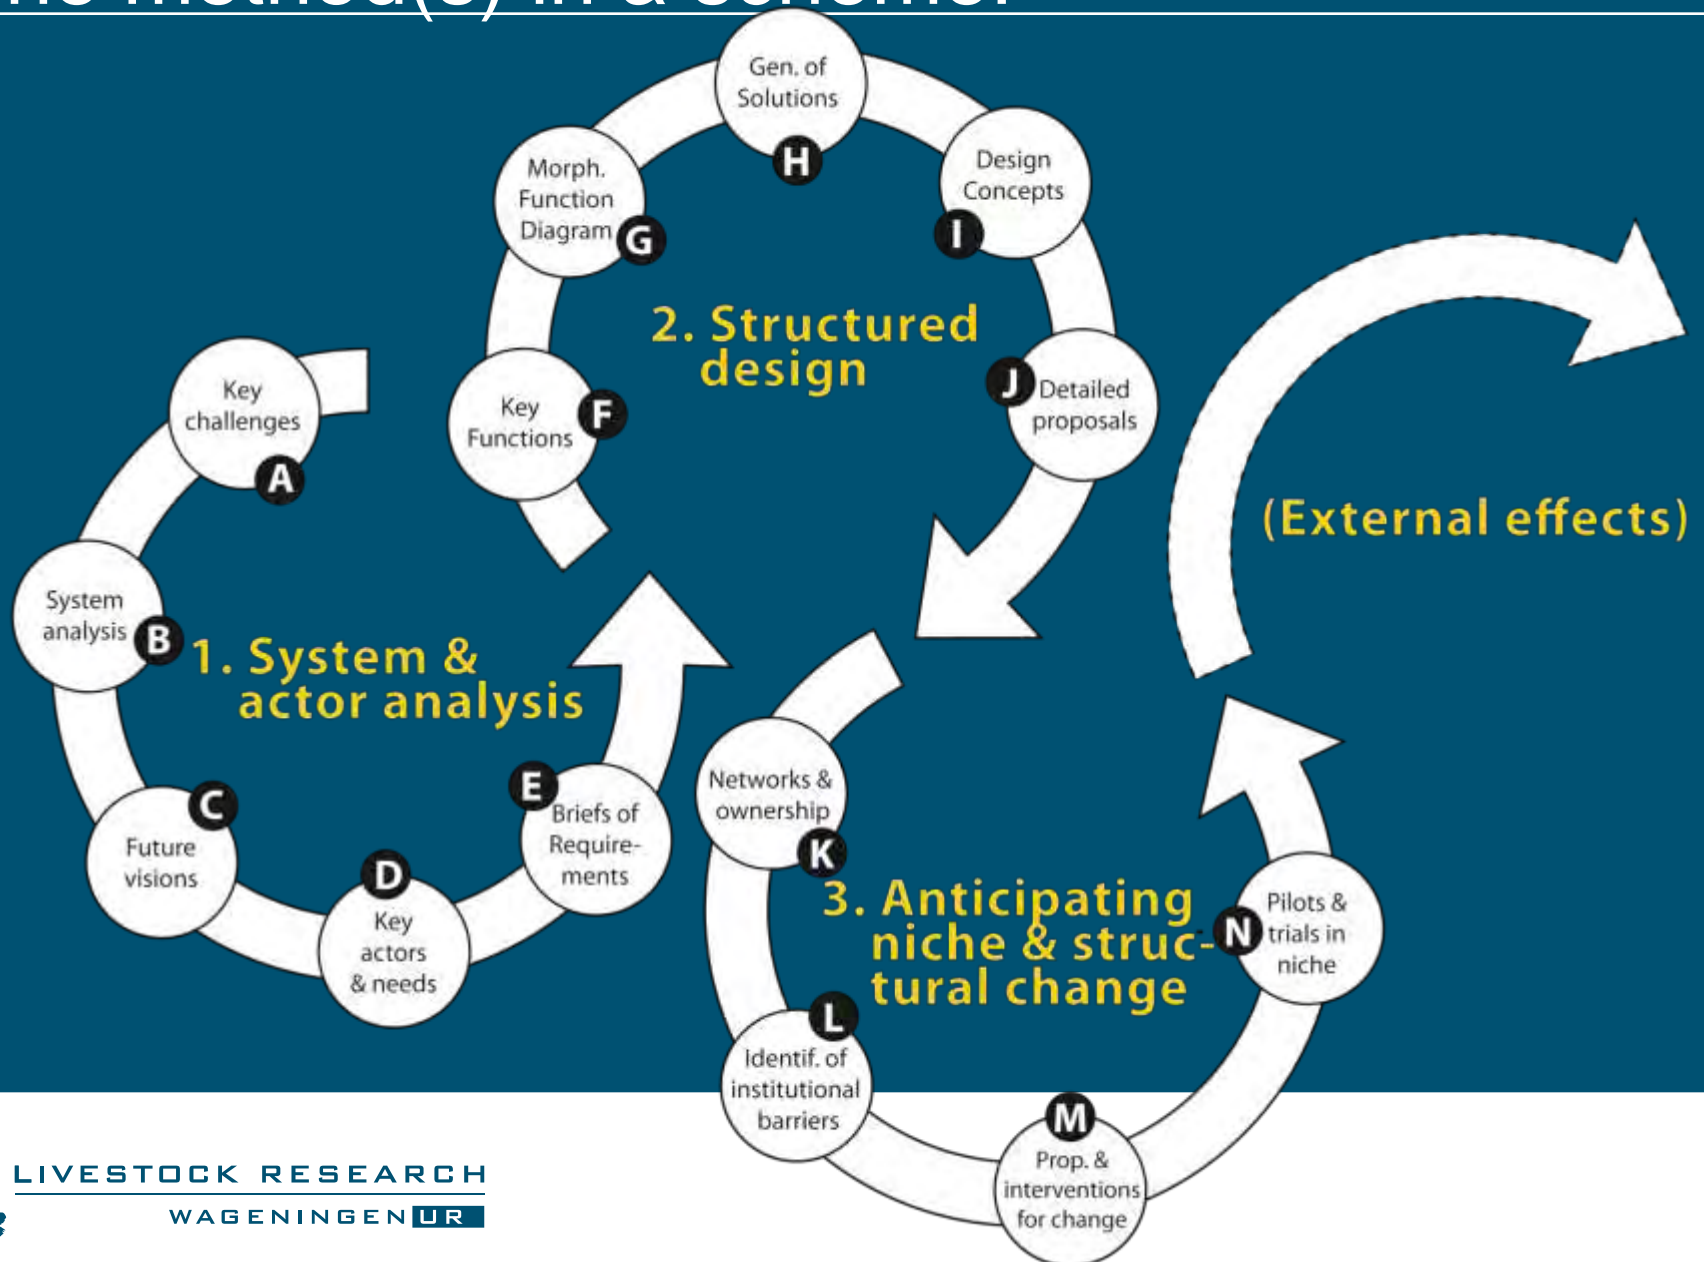 method(s) in a scheme:
Gen. of
Solutions
H
Morph.
Function
Diagram
G
Design
Concepts
I
2. Structured
design
Key
Functions
F
J
Detailed
proposals
Key
challenges
A
System
analysis
B
1. System &
actor analysis
Future
visions
C
D
Key
actors
& needs
E
Briefs of
Require-
ments
(External effects)
Networks &
ownership
K
3. Anticipating
niche & struc-
tural change
L
Identif. of
institutional
barriers
M
Prop. &
interventions
for change
N
Pilots &
trials in
niche
LIVESTOCK RESEARCH
WAGENINGEN UR